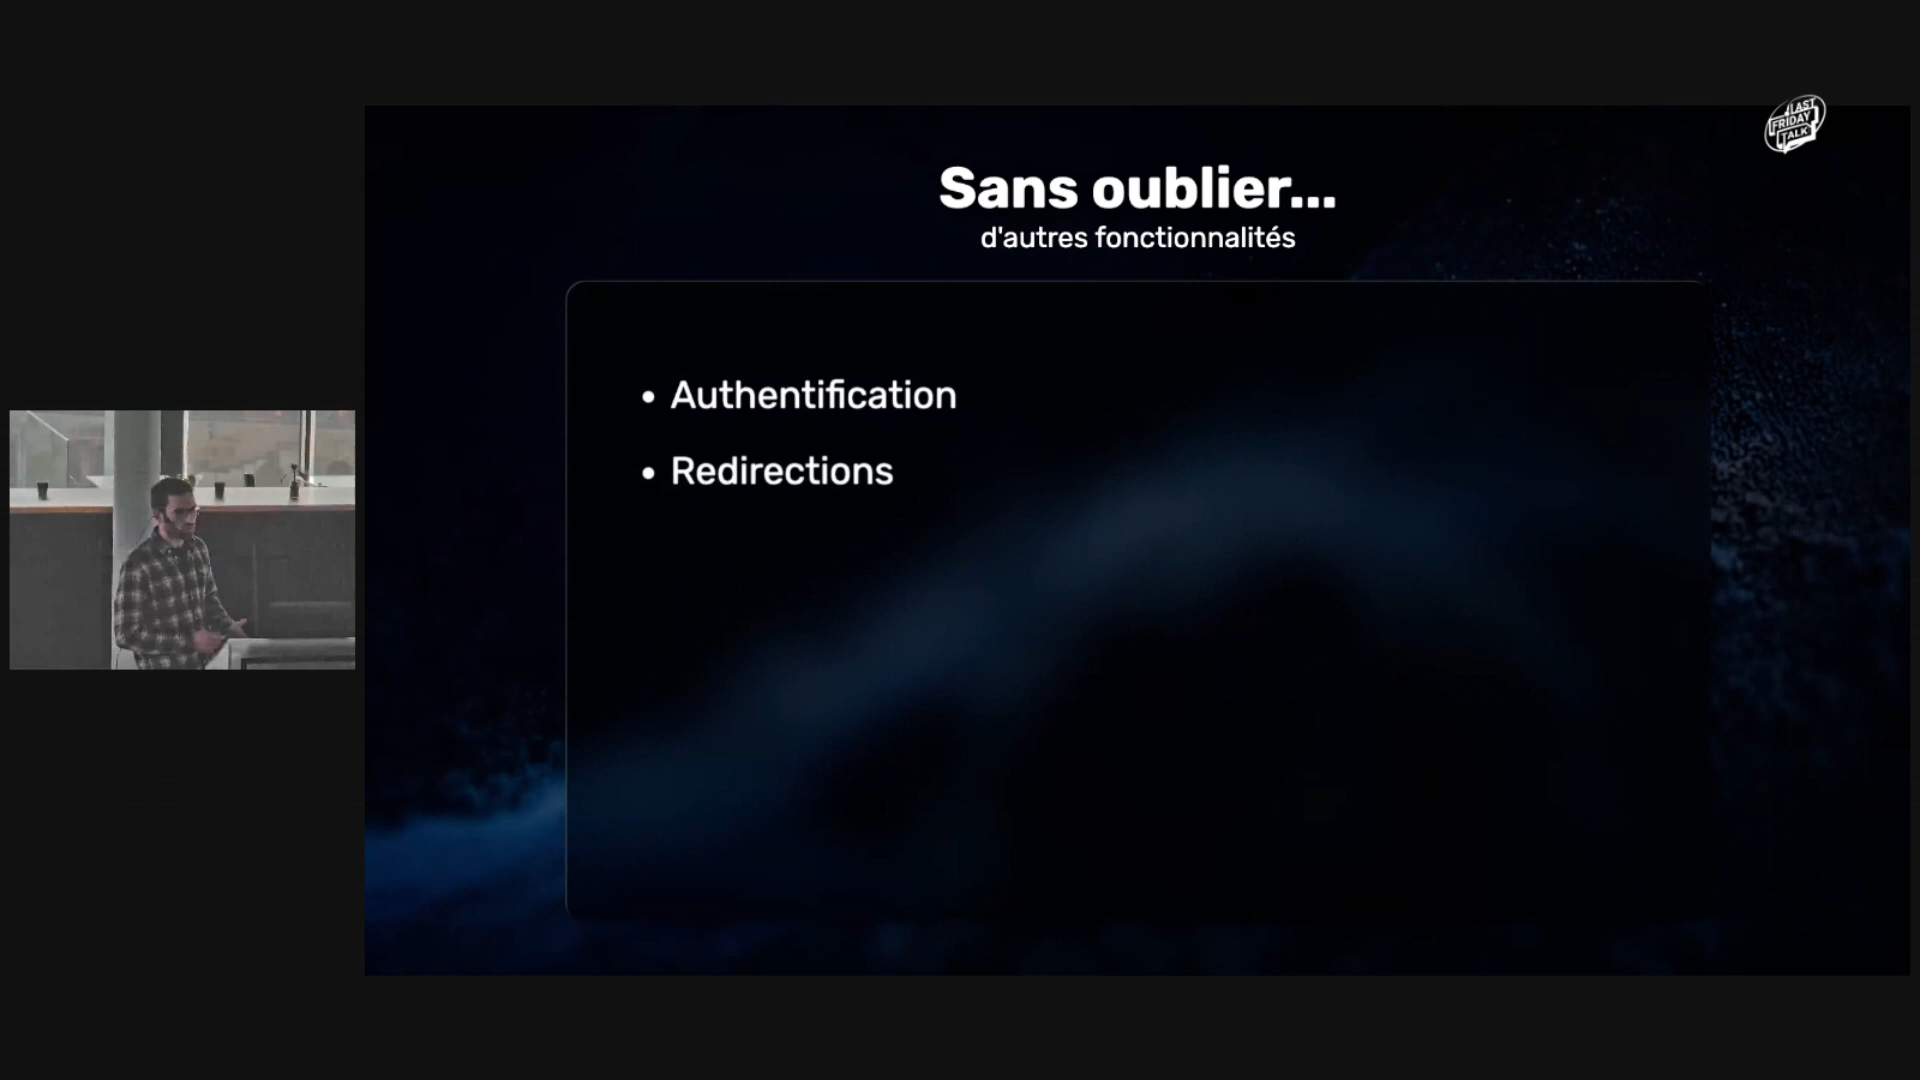 LAST
FRIDAY
TALK
Sans oublier...
d'autres fonctionnalités
• Authentification
• Redirections